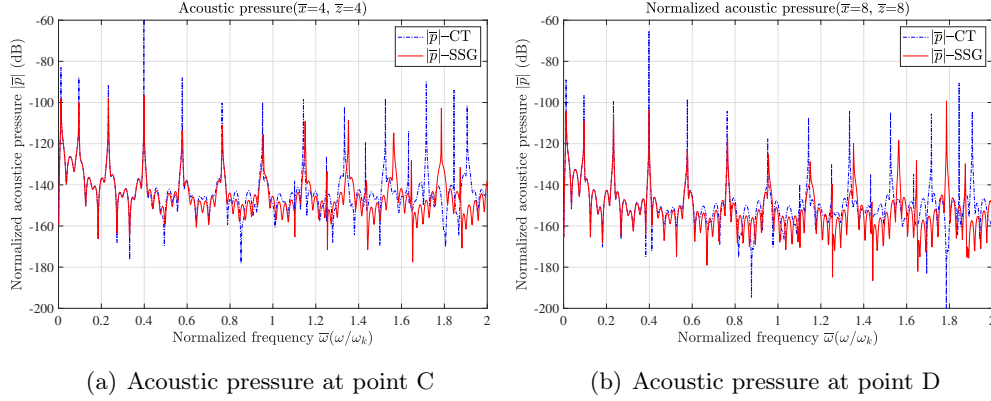 Acoustic pressure(x̅=4, z̅=4)
Normalized acoustice pressure |p̅| (dB)
-60
-80
-100
-120
-140
-160
-180
-200
|p̅|–CT
|p̅|–SSG
0 0.2 0.4 0.6 0.8 1 1.2 1.4 1.6 1.8 2
Normalized frequency ω̅(ω/ωₖ)
(a) Acoustic pressure at point C
Normalized acoustic pressure(x̅=8, z̅=8)
Normalized acoustic pressure |p̅| (dB)
-60
-80
-100
-120
-140
-160
-180
-200
|p̅|–CT
|p̅|–SSG
0 0.2 0.4 0.6 0.8 1 1.2 1.4 1.6 1.8 2
Normalized frequency ω̅(ω/ωₖ)
(b) Acoustic pressure at point D